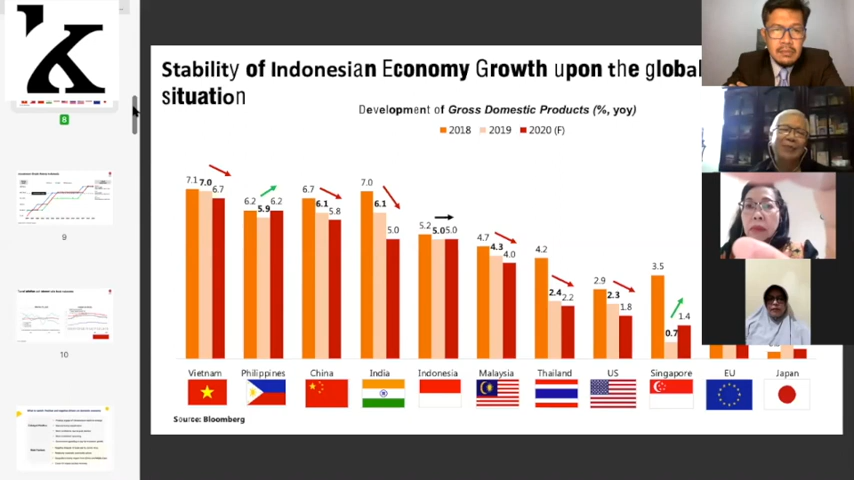 k
Stability of Indonesian Economy Growth upon the global
situation
Development of Gross Domestic Products (%, yoy)
2018 2019 2020 (F)
7.1 7.0 6.7
6.2 5.9 6.2
6.7 6.1 5.8
7.0 6.1 5.0
5.2 5.0 5.0
4.7 4.3 4.0
4.2 2.4 2.2
2.9 2.3 1.8
3.5 0.7 1.4
Vietnam Philippines China India Indonesia Malaysia Thailand US Singapore EU Japan
Source: Bloomberg
8
9
10